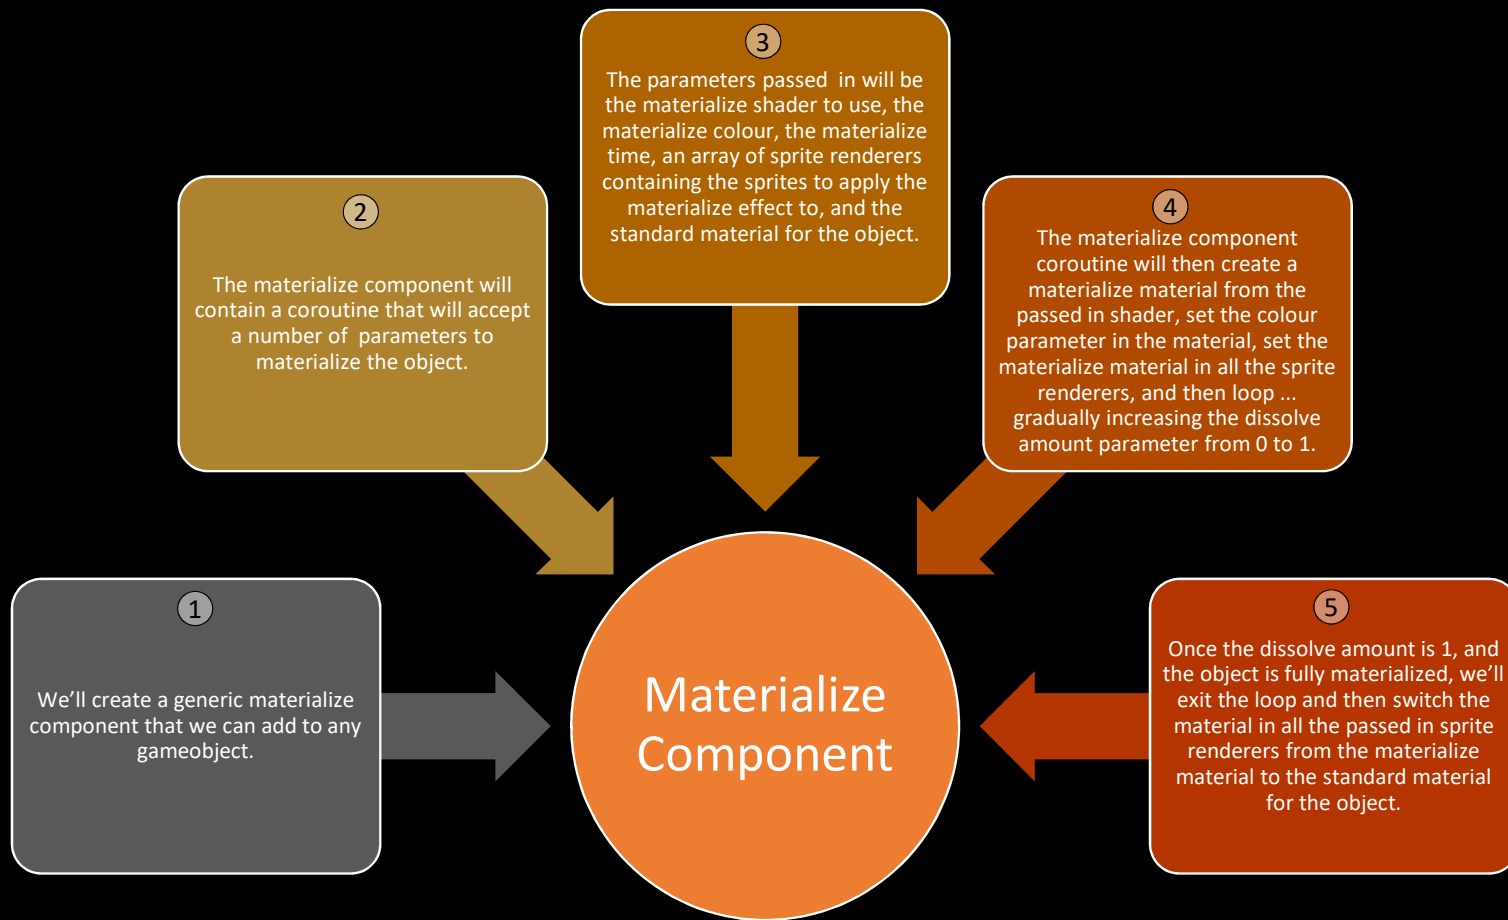 1
We’ll create a generic materialize
component that we can add to any
gameobject.
2
The materialize component will
contain a coroutine that will accept
a number of  parameters to
materialize the object.
3
The parameters passed  in will be
the materialize shader to use, the
materialize colour, the materialize
time, an array of sprite renderers
containing the sprites to apply the
materialize effect to, and the
standard material for the object.
4
The materialize component
coroutine will then create a
materialize material from the
passed in shader, set the colour
parameter in the material, set the
materialize material in all the sprite
renderers, and then loop ...
gradually increasing the dissolve
amount parameter from 0 to 1.
5
Once the dissolve amount is 1, and
the object is fully materialized, we’ll
exit the loop and then switch the
material in all the passed in sprite
renderers from the materialize
material to the standard material
for the object.
Materialize
Component